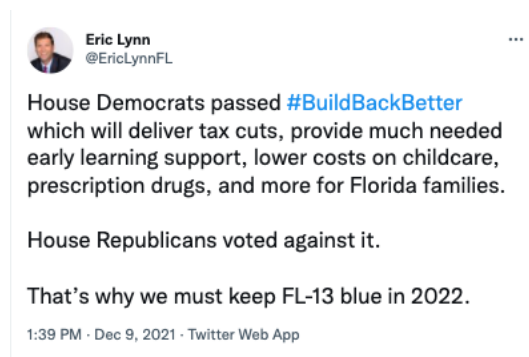 Eric Lynn
@EricLynnFL
House Democrats passed #BuildBackBetter
which will deliver tax cuts, provide much needed
early learning support, lower costs on childcare,
prescription drugs, and more for Florida families.
House Republicans voted against it.
That’s why we must keep FL-13 blue in 2022.
1:39 PM · Dec 9, 2021 · Twitter Web App